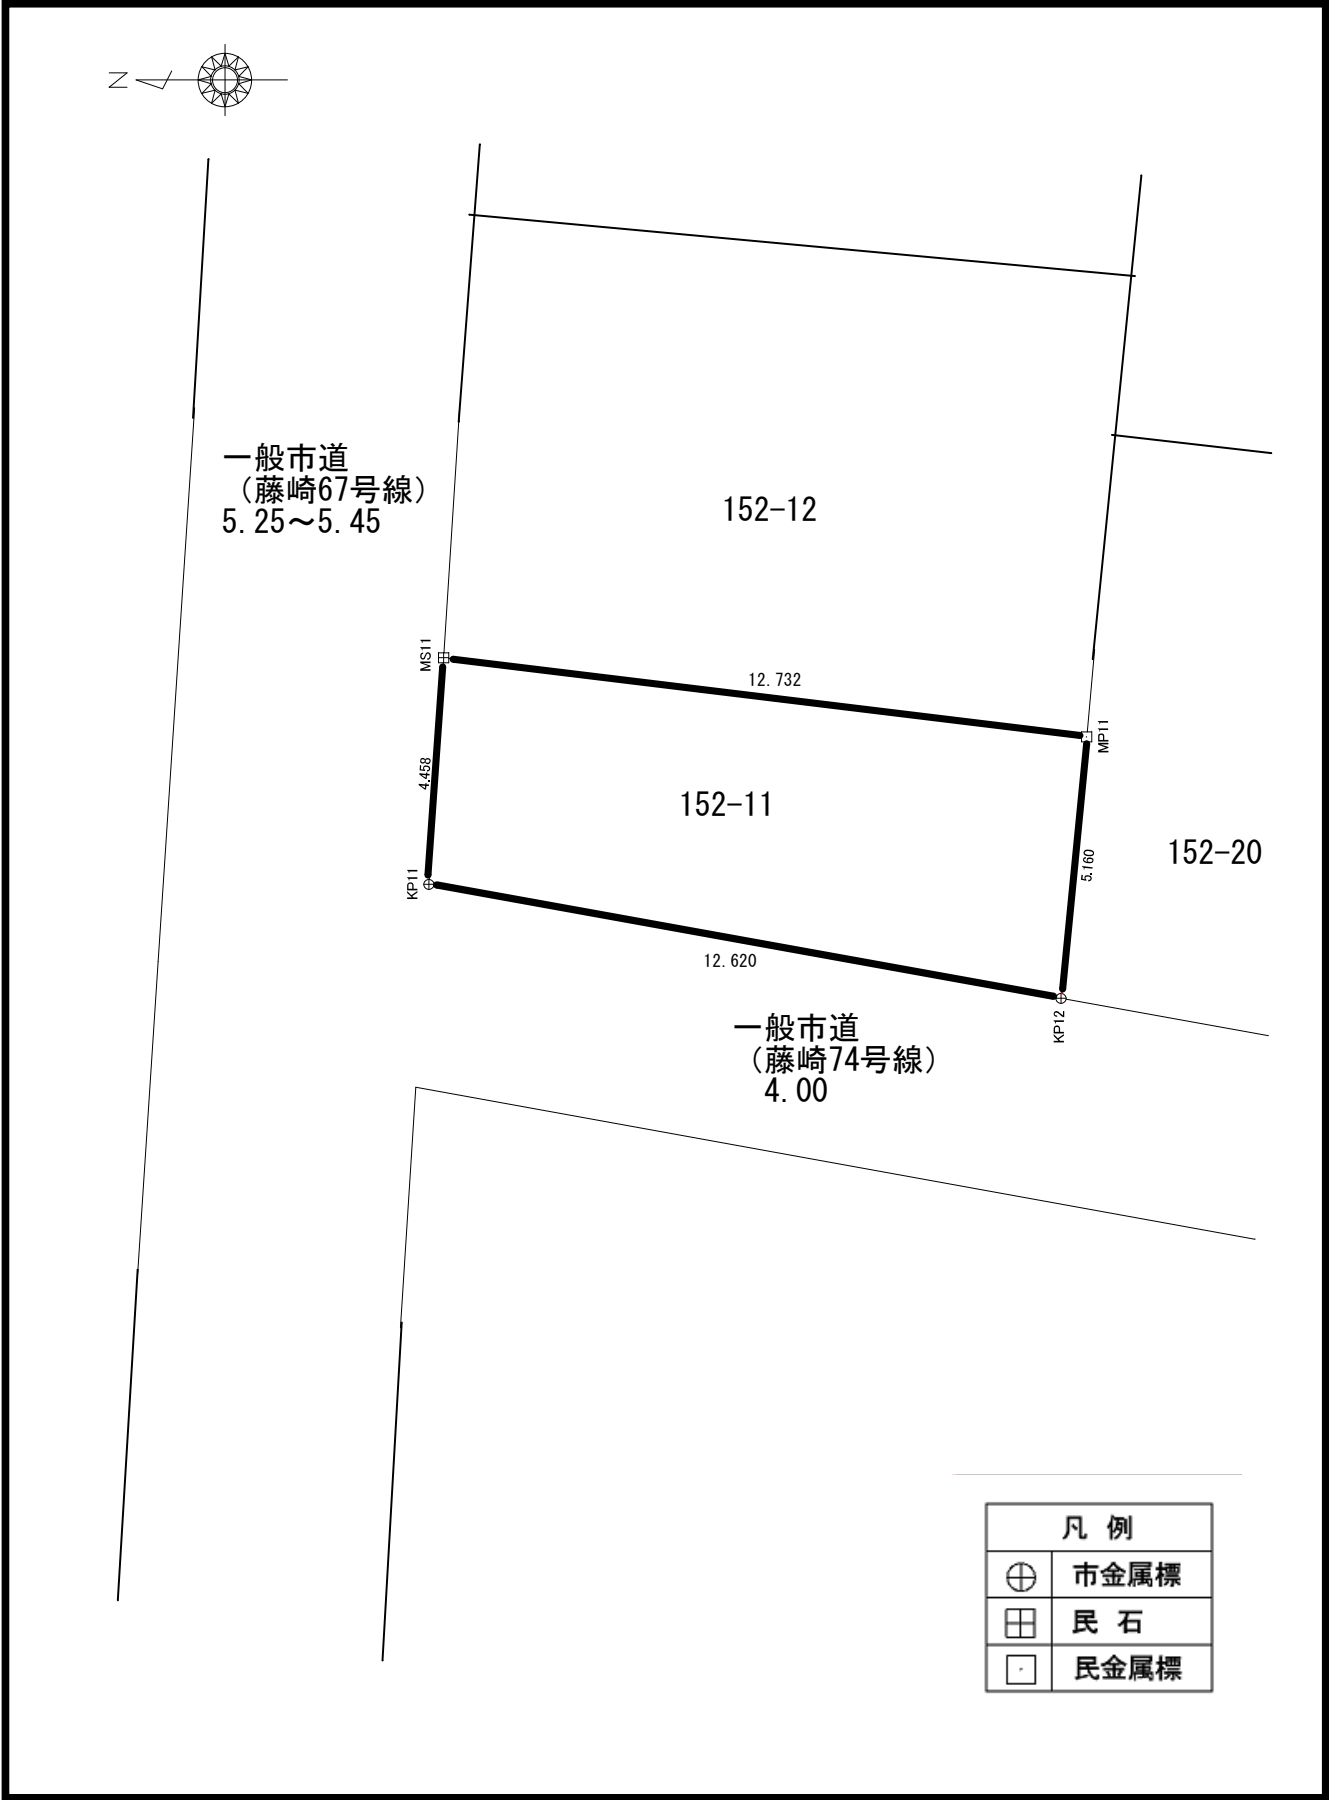 N
一般市道
（藤崎67号線）
5.25～5.45
152-12
MS11
12.732
MP11
4.458
152-11
5.160
152-20
KP11
12.620
KP12
一般市道
（藤崎74号線）
4.00
凡 例
市金属標
民 石
民金属標